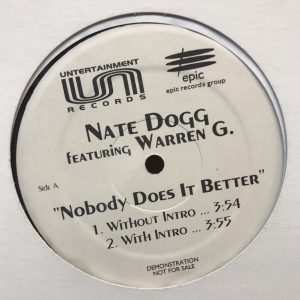 UNTERTAINMENT
un
RECORDS
epic
epic records group
NATE DOGG
FEATURING WARREN G.
Side A
"NOBODY DOES IT BETTER"
1. WITHOUT INTRO ... 3:54
2. WITH INTRO ... 3:55
DEMONSTRATION
NOT FOR SALE